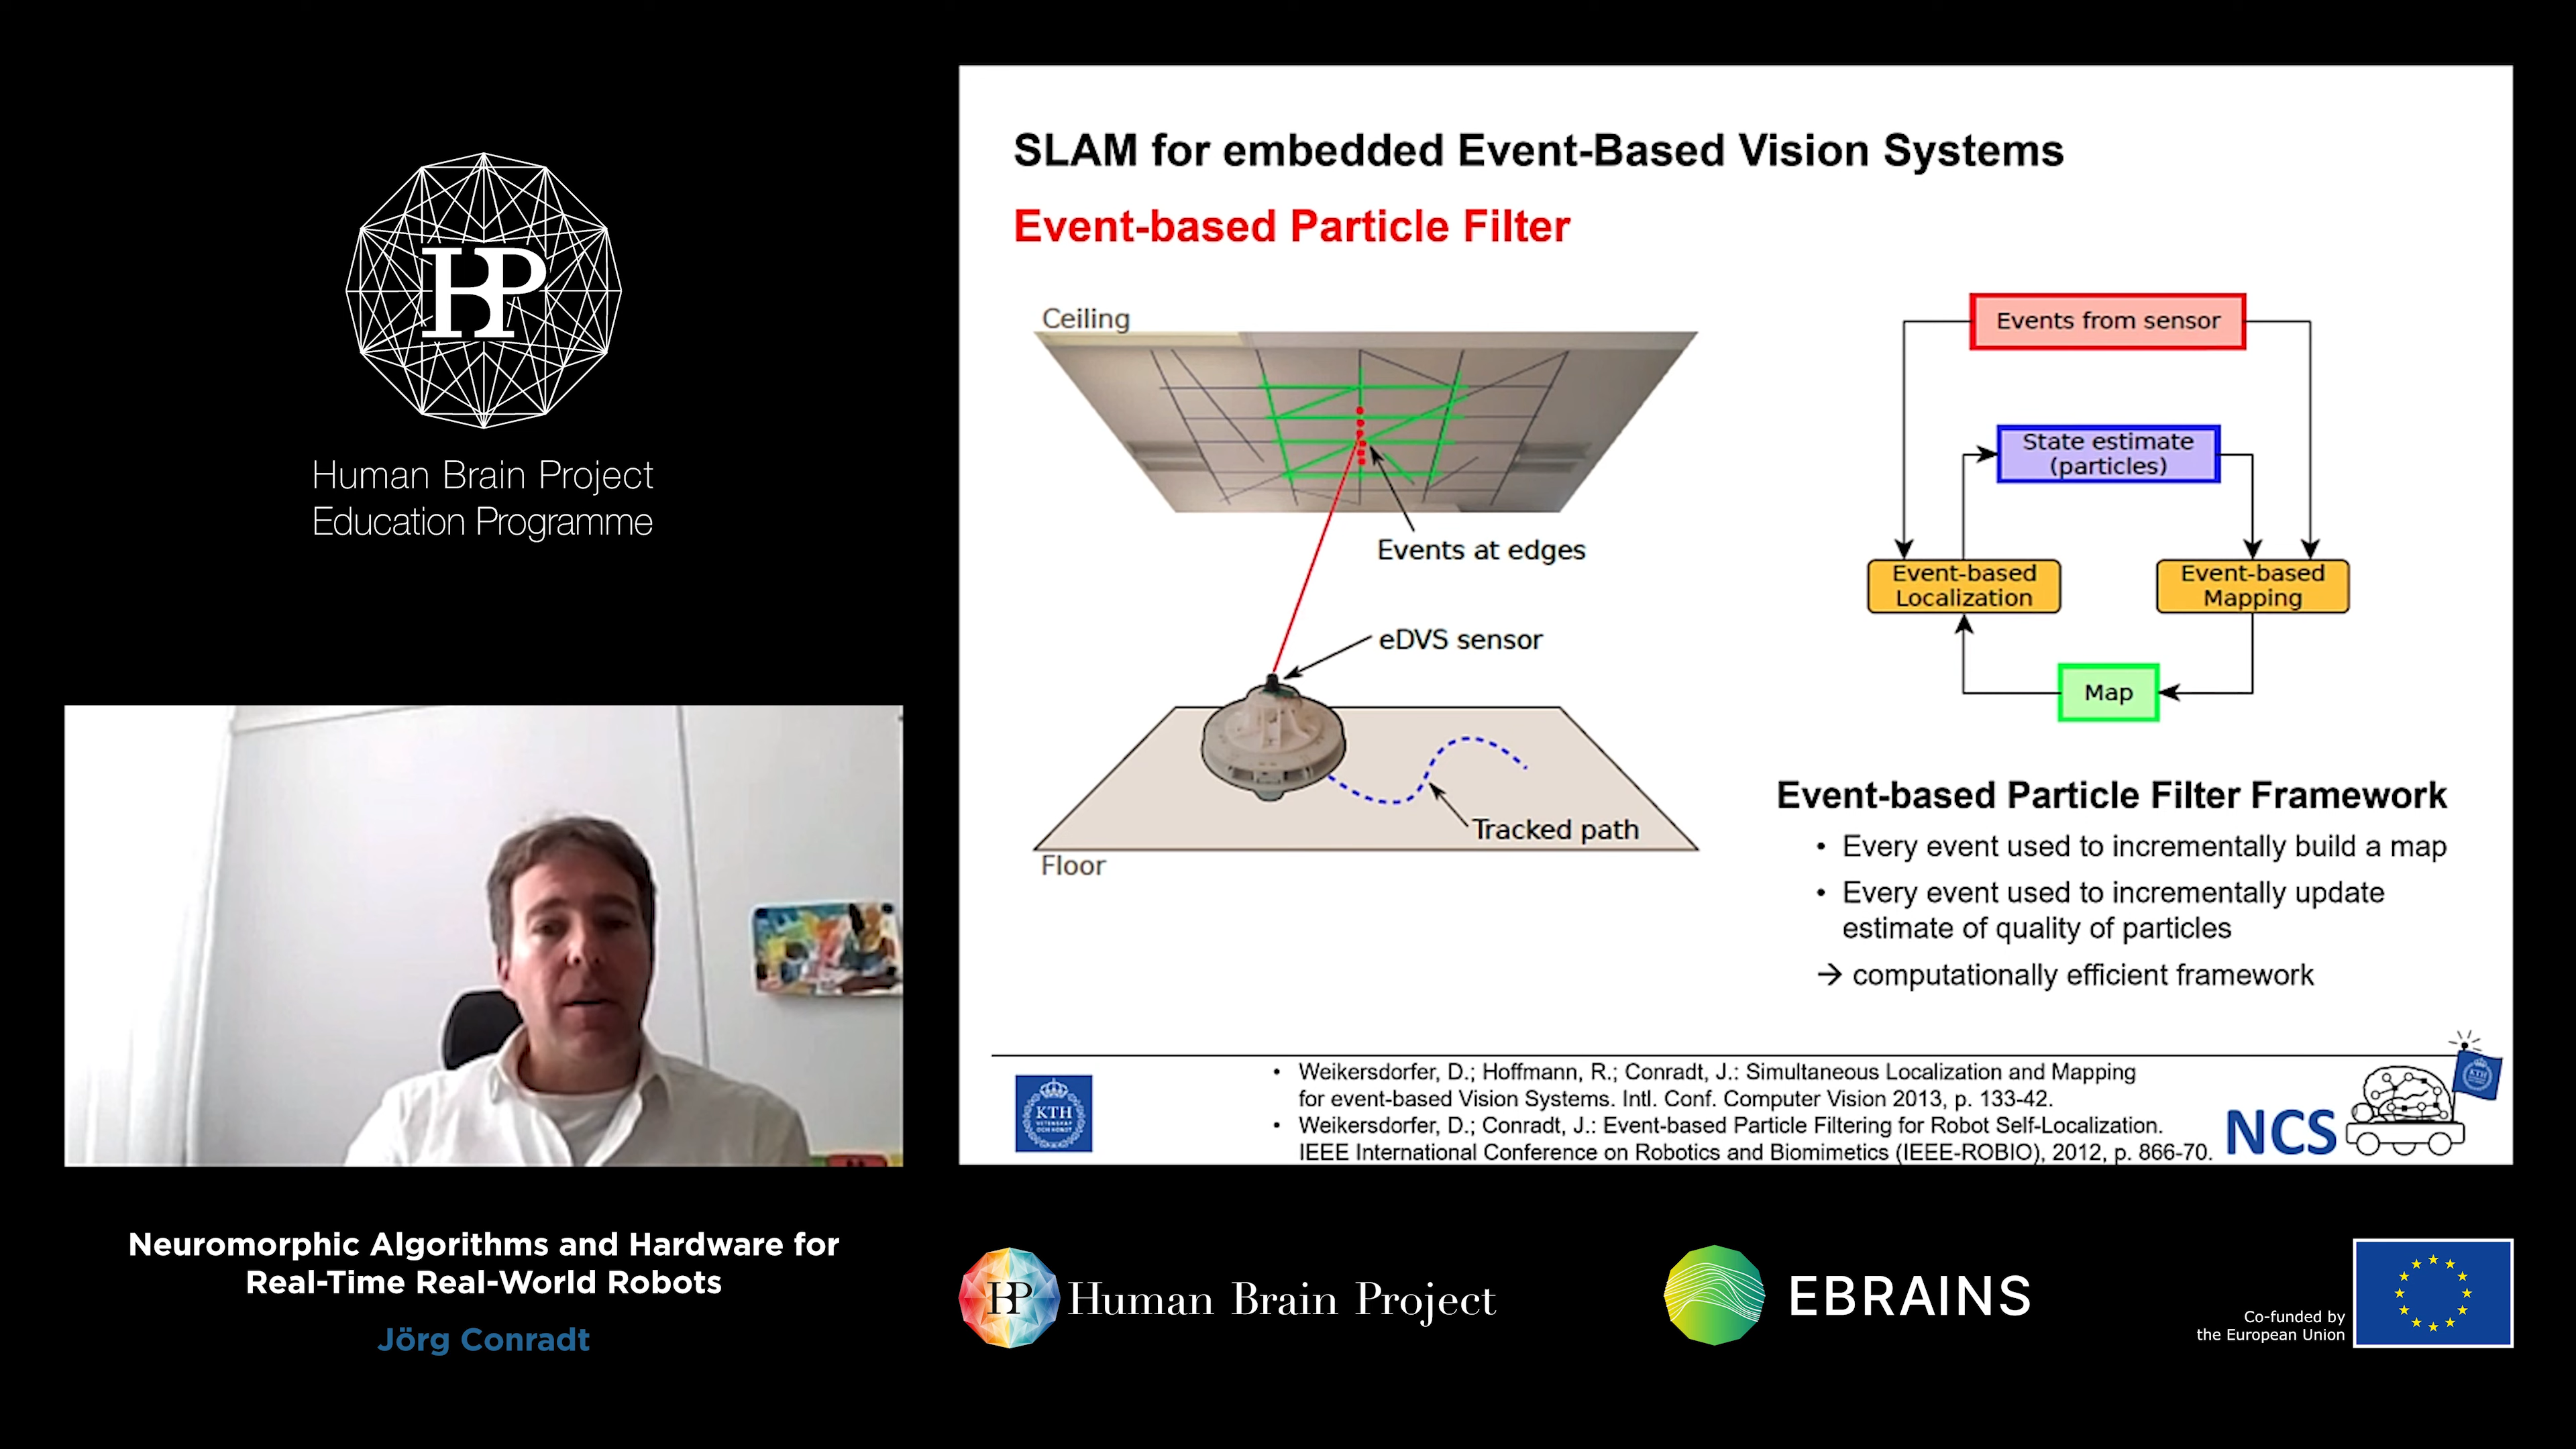 HBP
Human Brain Project
Education Programme
Neuromorphic Algorithms and Hardware for
Real-Time Real-World Robots
Jörg Conradt
SLAM for embedded Event-Based Vision Systems
Event-based Particle Filter
Ceiling
Events at edges
eDVS sensor
Tracked path
Floor
Events from sensor
State estimate
(particles)
Event-based
Localization
Event-based
Mapping
Map
Event-based Particle Filter Framework
• Every event used to incrementally build a map
• Every event used to incrementally update
estimate of quality of particles
→ computationally efficient framework
KTH
VETENSKAP
OCH KONST
• Weikersdorfer, D.; Hoffmann, R.; Conradt, J.: Simultaneous Localization and Mapping
for event-based Vision Systems. Intl. Conf. Computer Vision 2013, p. 133-42.
• Weikersdorfer, D.; Conradt, J.: Event-based Particle Filtering for Robot Self-Localization.
IEEE International Conference on Robotics and Biomimetics (IEEE-ROBIO), 2012, p. 866-70.
NCS
KTH
HBP
Human Brain Project
EBRAINS
Co-funded by
the European Union